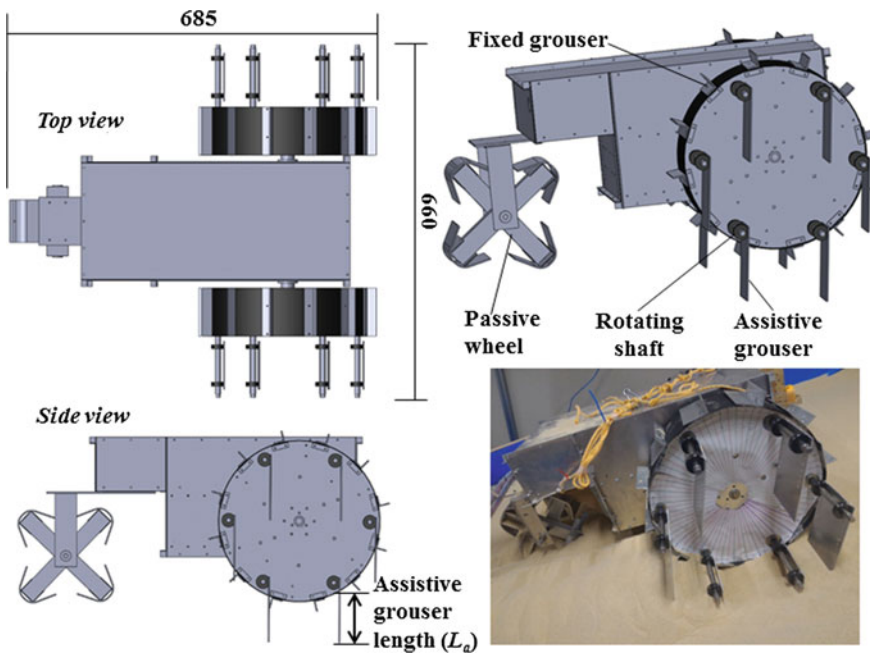 685
Top view
660
Fixed grouser
Passive
wheel
Rotating
shaft
Assistive
grouser
Side view
Assistive
grouser
length (Lₐ)